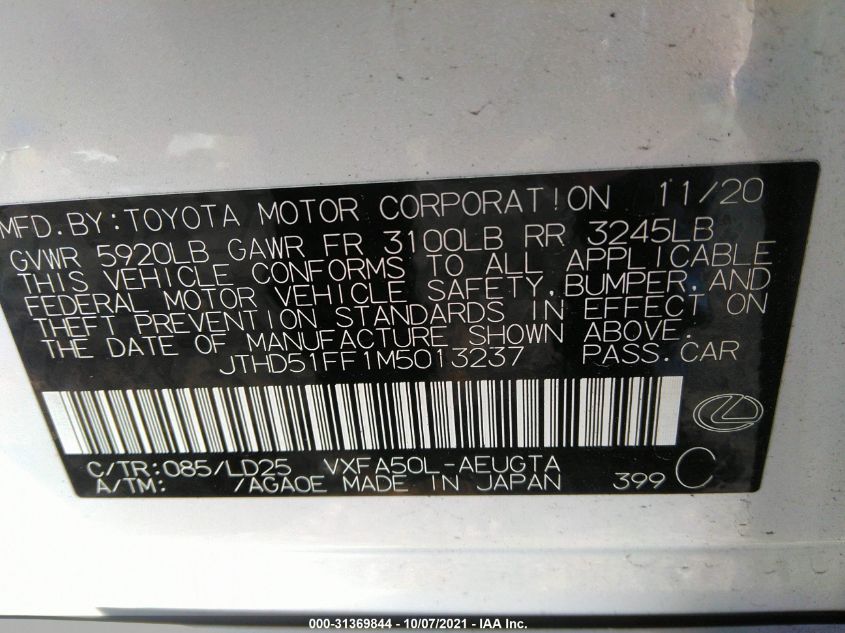 MFD.BY:TOYOTA MOTOR CORPORATION 11/20
GVWR 5920LB GAWR FR 3100LB RR 3245LB
THIS VEHICLE CONFORMS TO ALL APPLICABLE
FEDERAL MOTOR VEHICLE SAFETY,BUMPER,AND
THEFT PREVENTION STANDARDS IN EFFECT ON
THE DATE OF MANUFACTURE SHOWN ABOVE.
JTHD51FF1M5013237 PASS.CAR
C/TR:085/LD25 VXFA50L-AEUGTA
A/TM: /AGA0E MADE IN JAPAN 399 C
000-31369844 - 10/07/2021 - IAA Inc.